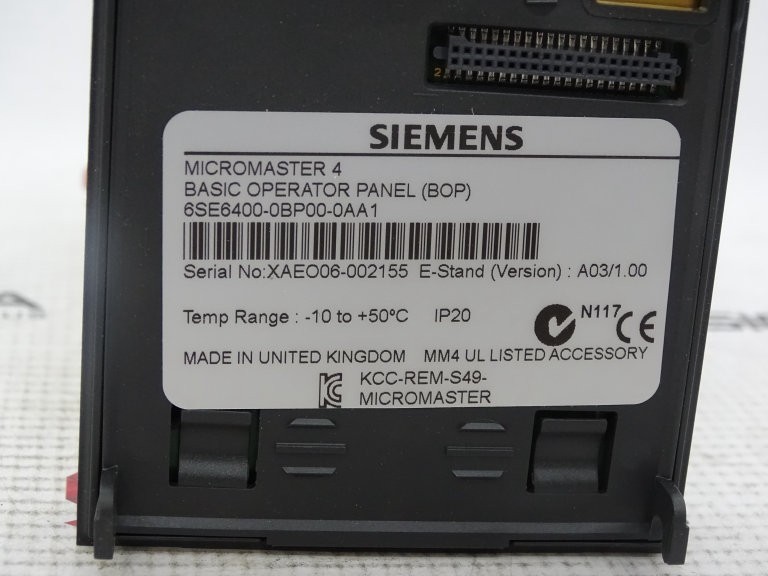 2
SIEMENS
MICROMASTER 4
BASIC OPERATOR PANEL (BOP)
6SE6400-0BP00-0AA1
Serial No:XAEO06-002155 E-Stand (Version) : A03/1.00
Temp Range : -10 to +50ºC IP20 N117 CE
MADE IN UNITED KINGDOM MM4 UL LISTED ACCESSORY
KCC-REM-S49-
MICROMASTER